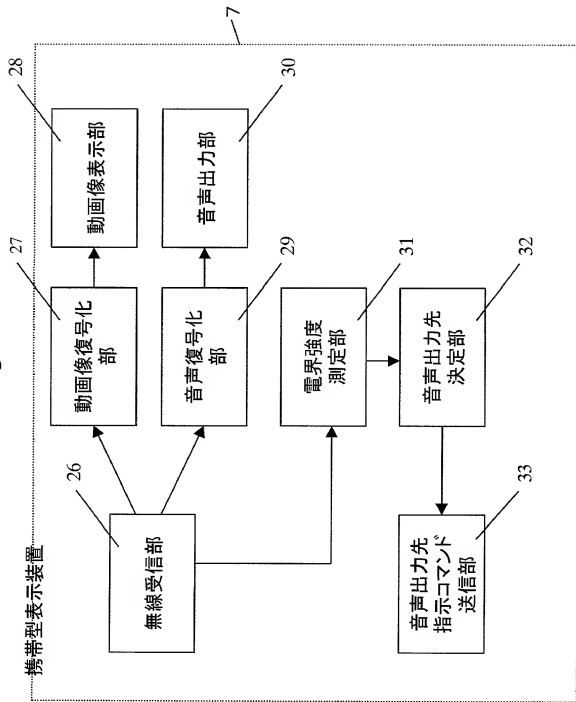 携帯型表示装置
7
26
無線受信部
27
動画像復号化
部
28
動画像表示部
29
音声復号化
部
30
音声出力部
31
電界強度
測定部
32
音声出力先
決定部
33
音声出力先
指示コマンド
送信部